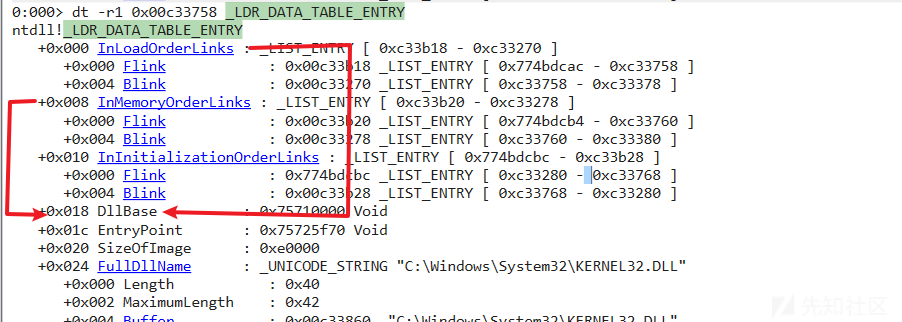 0:000> dt -r1 0x00c33758 _LDR_DATA_TABLE_ENTRY
ntdll!_LDR_DATA_TABLE_ENTRY
+0x000 InLoadOrderLinks : _LIST_ENTRY [ 0xc33b18 - 0x33270 ]
+0x000 Flink : 0x00c33b18 _LIST_ENTRY [ 0x774bdcac - 0xc33758 ]
+0x004 Blink : 0x00c33270 _LIST_ENTRY [ 0xc33758 - 0xc33378 ]
+0x008 InMemoryOrderLinks : _LIST_ENTRY [ 0xc33b20 - 0xc33278 ]
+0x000 Flink : 0x00c33b20 _LIST_ENTRY [ 0x774bdcb4 - 0xc33760 ]
+0x004 Blink : 0x00c33278 _LIST_ENTRY [ 0xc33760 - 0xc33380 ]
+0x010 InInitializationOrderLinks : _LIST_ENTRY [ 0x774bdcbc - 0xc33b28 ]
+0x000 Flink : 0x774bdcbc _LIST_ENTRY [ 0xc33280 - 0xc33768 ]
+0x004 Blink : 0x00c33b28 _LIST_ENTRY [ 0xc33768 - 0xc33280 ]
+0x018 DllBase : 0x75710000 Void
+0x01c EntryPoint : 0x75725f70 Void
+0x020 SizeOfImage : 0xe0000
+0x024 FullDllName : _UNICODE_STRING "C:\Windows\System32\KERNEL32.DLL"
+0x000 Length : 0x40
+0x002 MaximumLength : 0x42
+0x004 Buffer : 0x00c33860 "C:\Windows\System32\KERNEL32.DLL"
先知社区